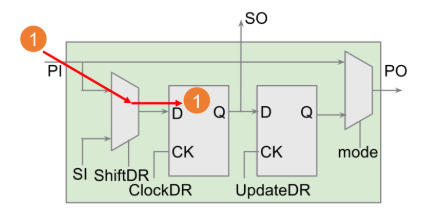 SO
1
PI
PO
1
D
Q
D
Q
CK
CK
mode
SI
ShiftDR
ClockDR
UpdateDR